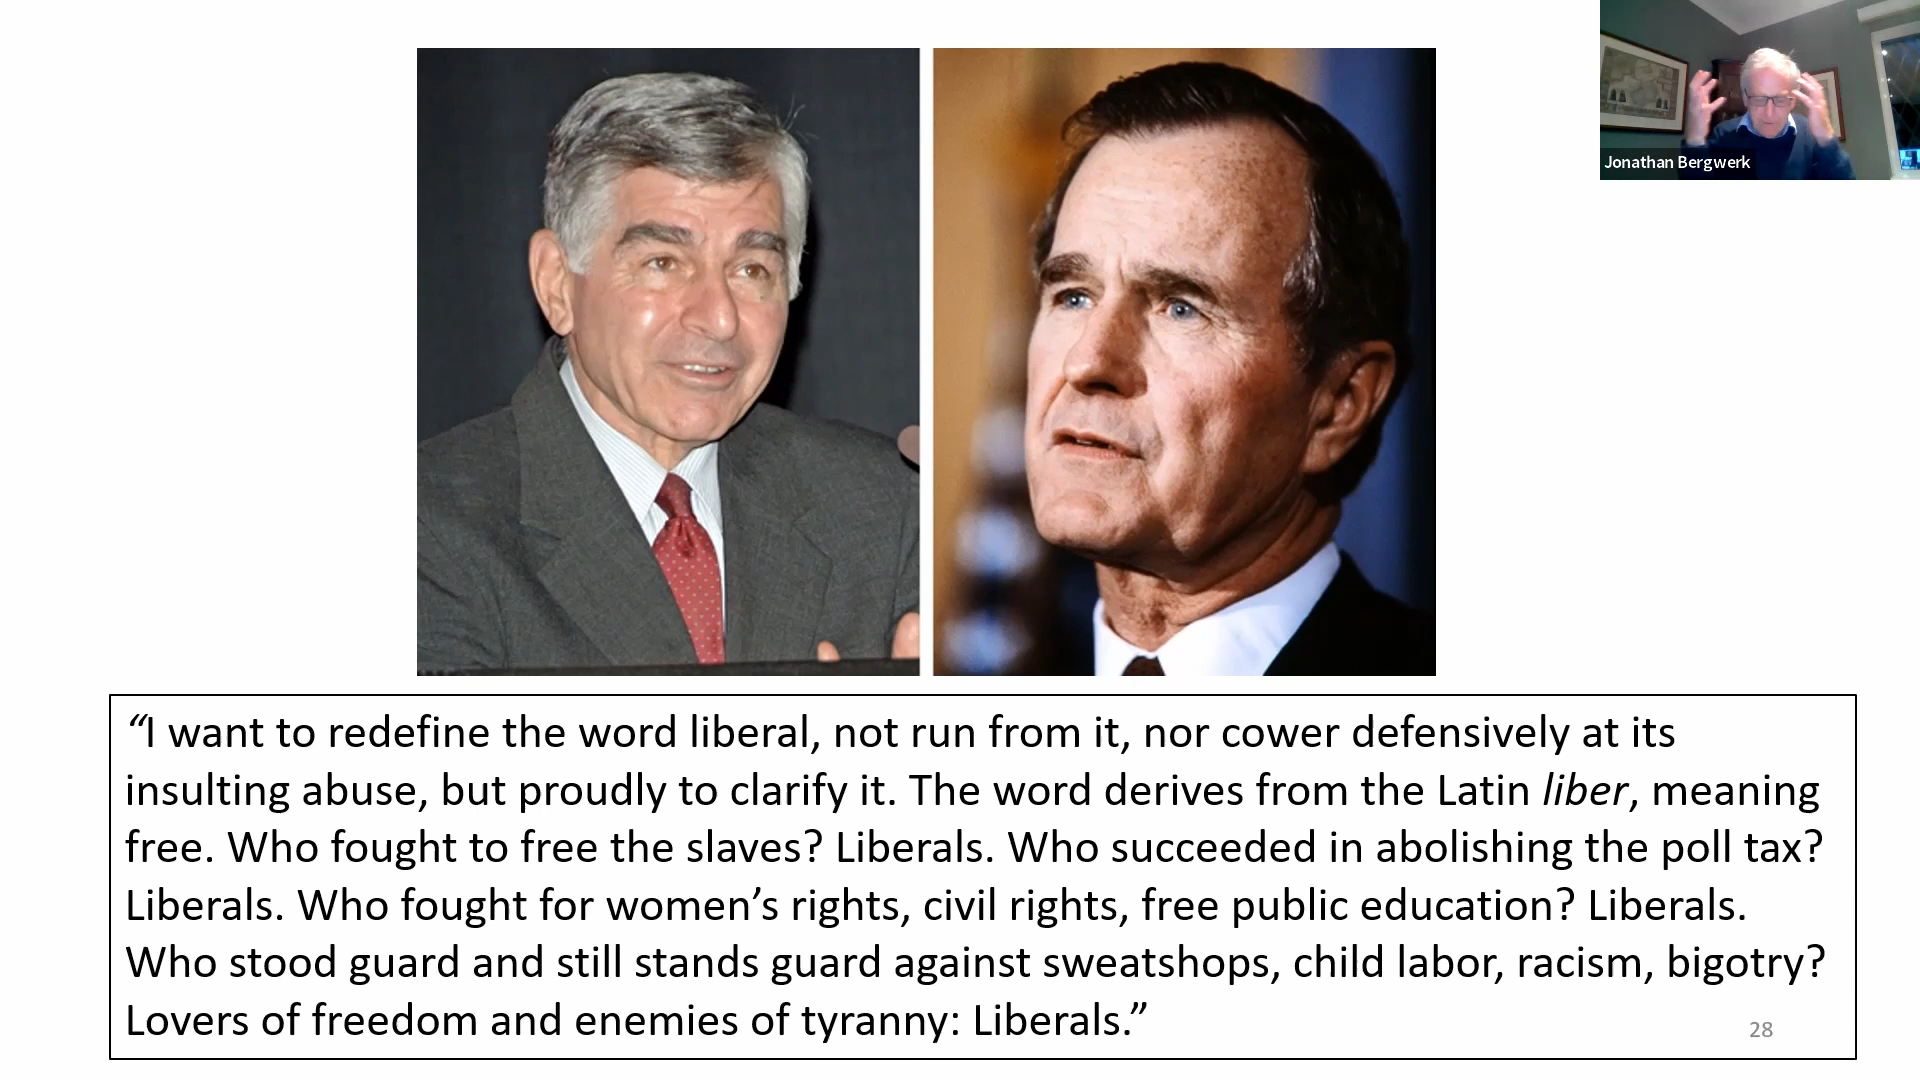 Jonathan Bergwerk
“I want to redefine the word liberal, not run from it, nor cower defensively at its
insulting abuse, but proudly to clarify it. The word derives from the Latin liber, meaning
free. Who fought to free the slaves? Liberals. Who succeeded in abolishing the poll tax?
Liberals. Who fought for women’s rights, civil rights, free public education? Liberals.
Who stood guard and still stands guard against sweatshops, child labor, racism, bigotry?
Lovers of freedom and enemies of tyranny: Liberals.”
28